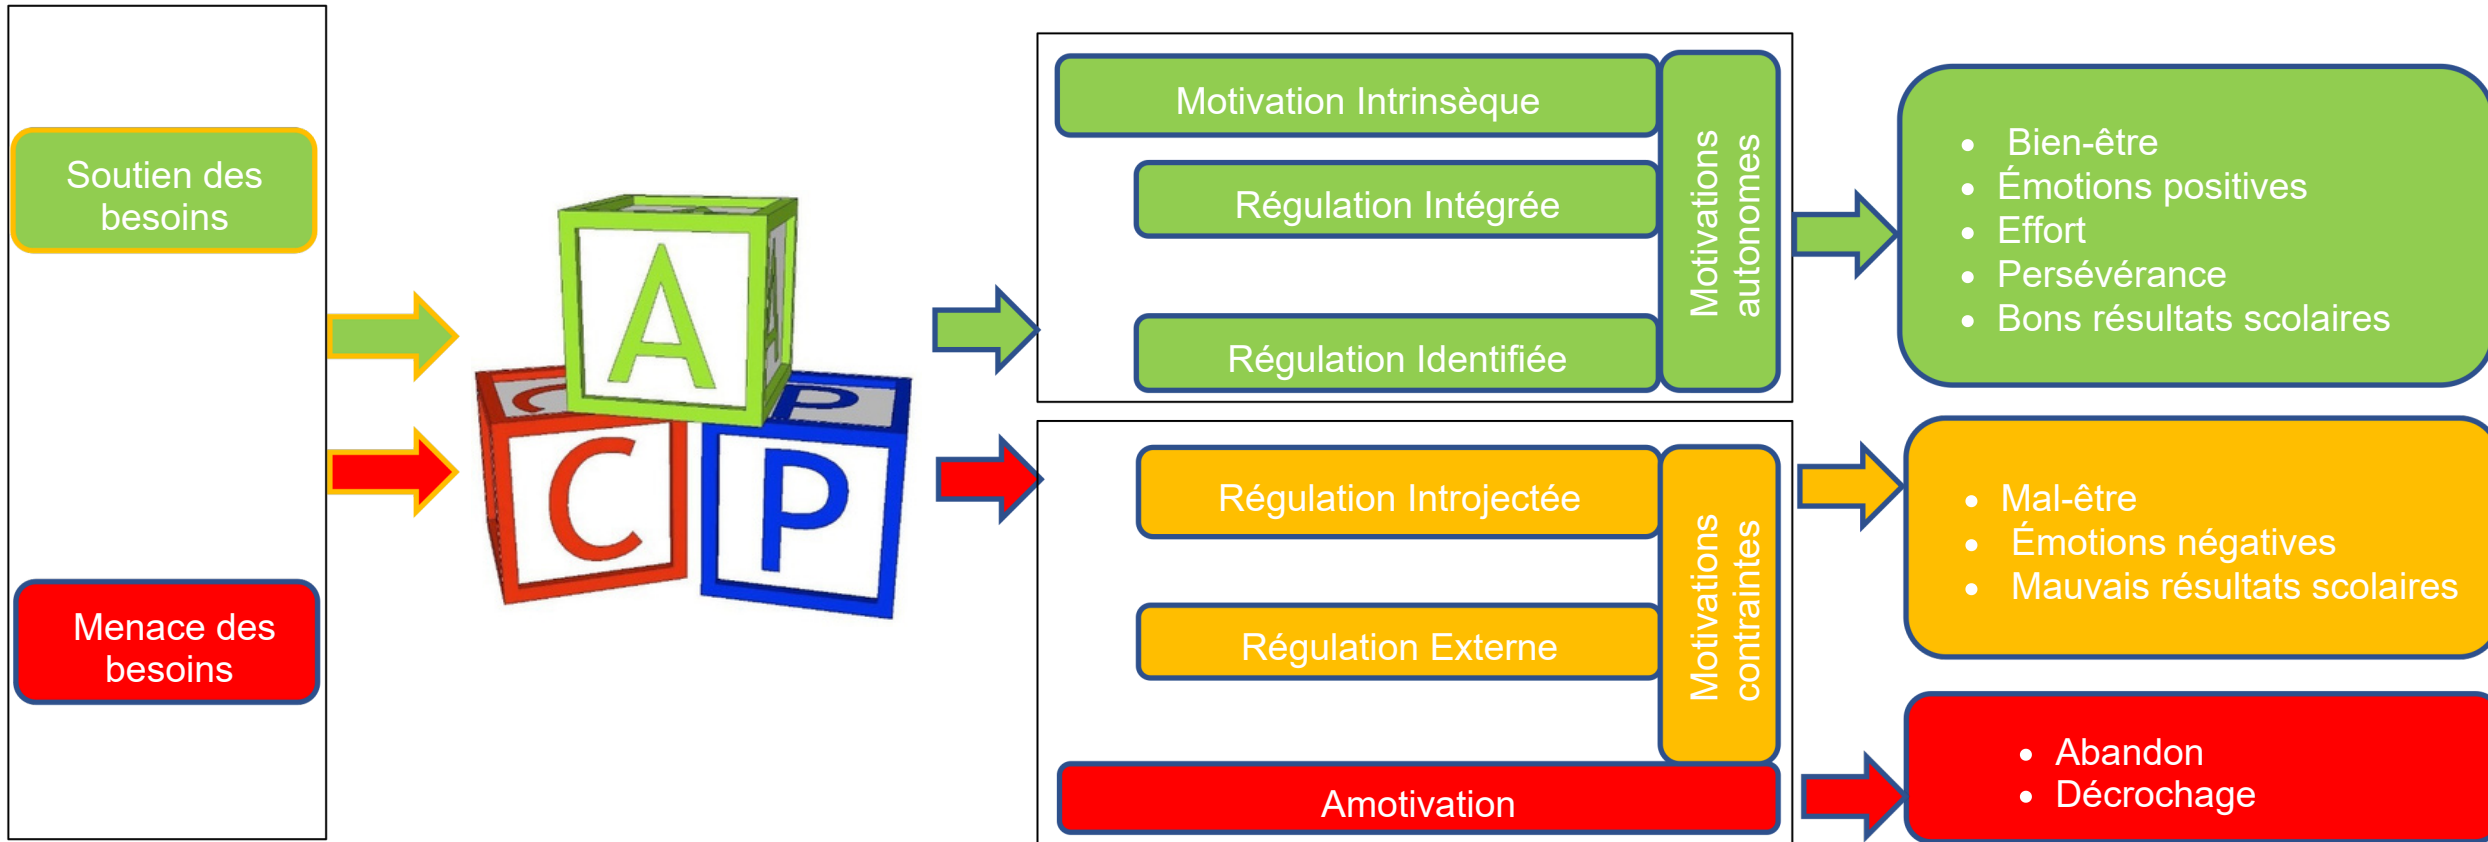 Soutien des
besoins
Menace des
besoins
A
A
C
C
P
P
Motivation Intrinsèque
Régulation Intégrée
Régulation Identifiée
Motivations
autonomes
Régulation Introjectée
Régulation Externe
Motivations
contraintes
Amotivation
• Bien-être
• Émotions positives
• Effort
• Persévérance
• Bons résultats scolaires
• Mal-être
• Émotions négatives
• Mauvais résultats scolaires
• Abandon
• Décrochage